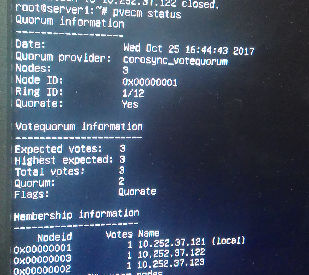 to 10.252.37.122 closed.
root@server1:~# pvecm status
Quorum information
------------------
Date: Wed Oct 25 16:44:43 2017
Quorum provider: corosync_votequorum
Nodes: 3
Node ID: 0x00000001
Ring ID: 1/12
Quorate: Yes
Votequorum information
----------------------
Expected votes: 3
Highest expected: 3
Total votes: 3
Quorum: 2
Flags: Quorate
Membership information
----------------------
Nodeid Votes Name
0x00000001 1 10.252.37.121 (local)
0x00000003 1 10.252.37.122
0x00000002 1 10.252.37.123
pvecm nodes